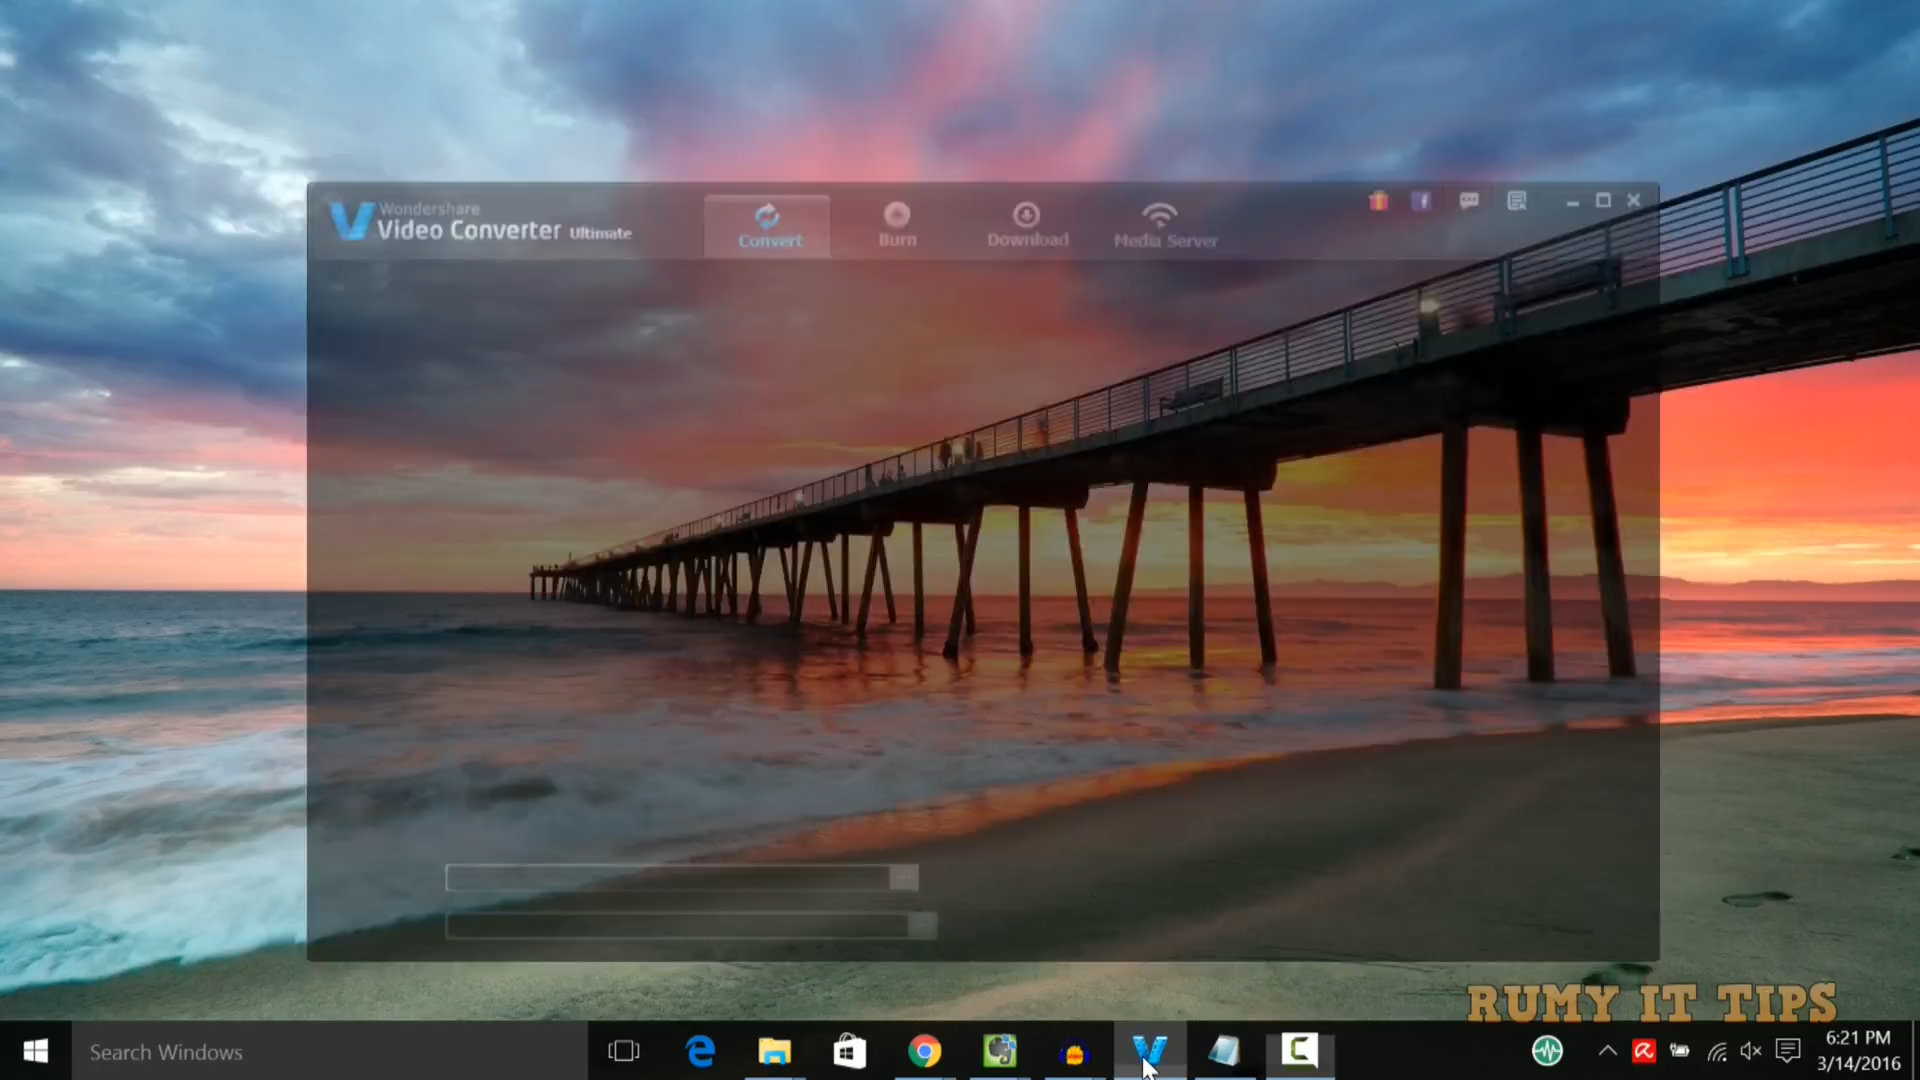 Wondershare
Video Converter Ultimate
Convert
Burn
Download
Media Server
RUMY IT TIPS
Search Windows
6:21 PM
3/14/2016